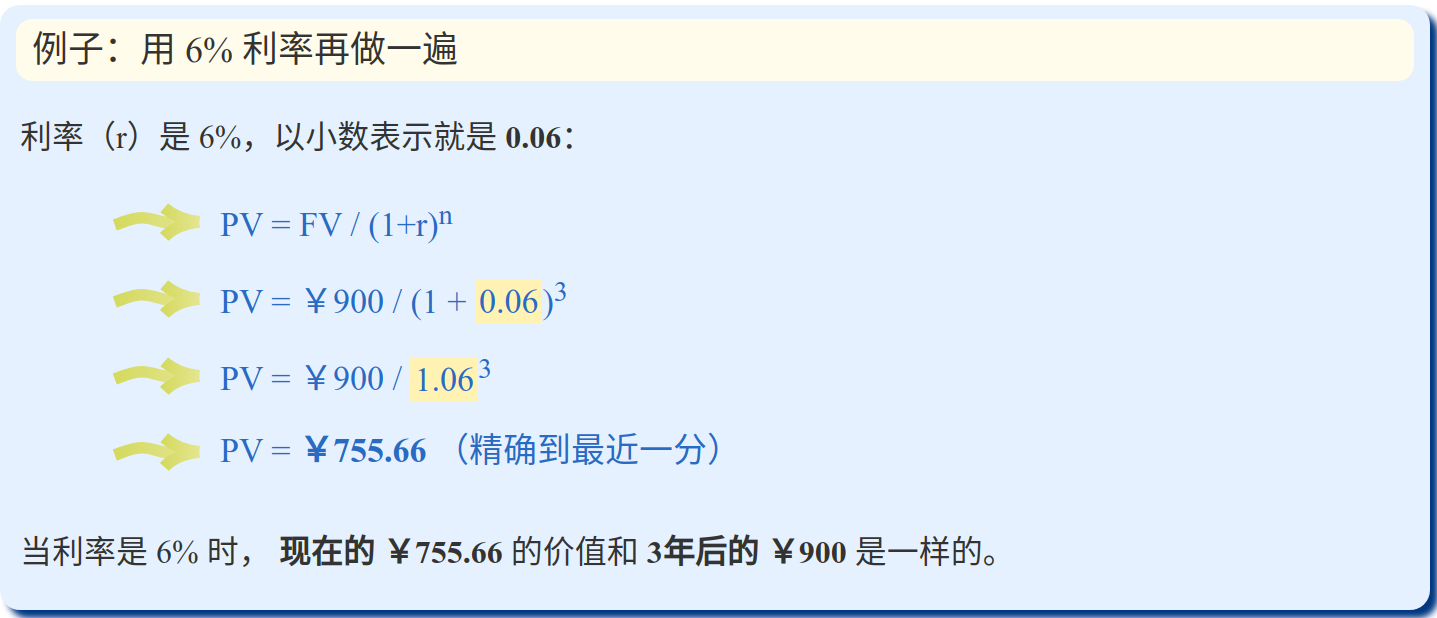 例子：用 6% 利率再做一遍
利率（r）是 6%，以小数表示就是 0.06：
PV = FV / (1+r)ⁿ
PV = ￥900 / (1 + 0.06)³
PV = ￥900 / 1.06³
PV = ￥755.66 （精确到最近一分）
当利率是 6% 时， 现在的 ￥755.66 的价值和 3年后的 ￥900 是一样的。